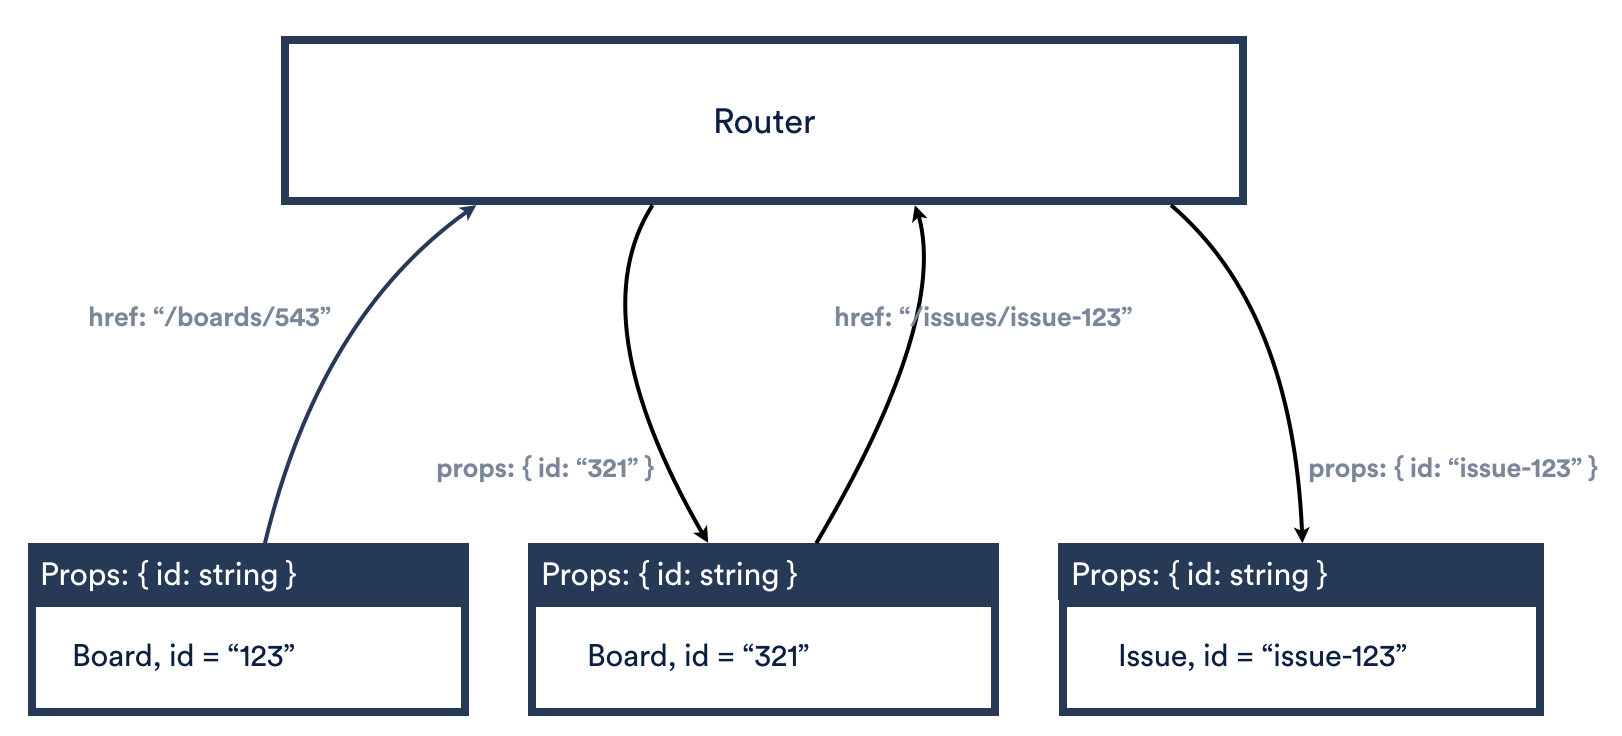 Router
href: “/boards/543”
href: “/issues/issue-123”
props: { id: “321” }
props: { id: “issue-123” }
Props: { id: string }
Props: { id: string }
Props: { id: string }
Board, id = “123”
Board, id = “321”
Issue, id = “issue-123”